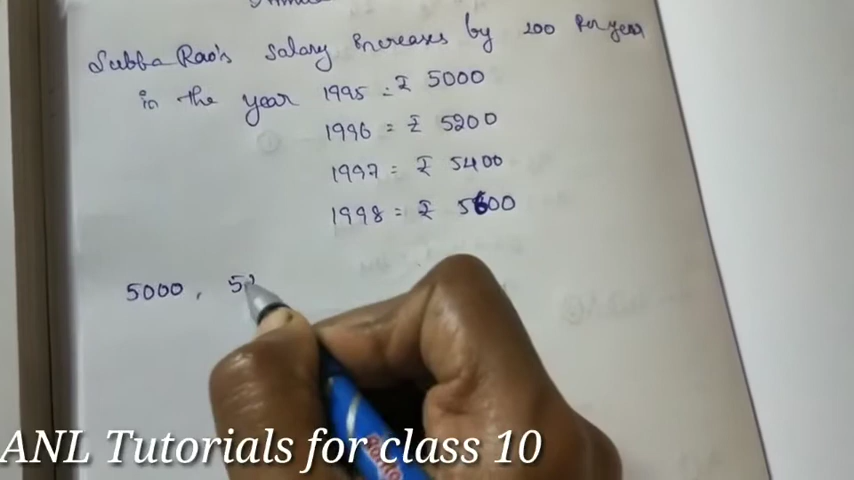 Subba Rao's salary increases by 200 Per year
in the year 1995 = ₹ 5000
1996 = ₹ 5200
1997 = ₹ 5400
1998 = ₹ 5600
5000, 52
ANL Tutorials for class 10